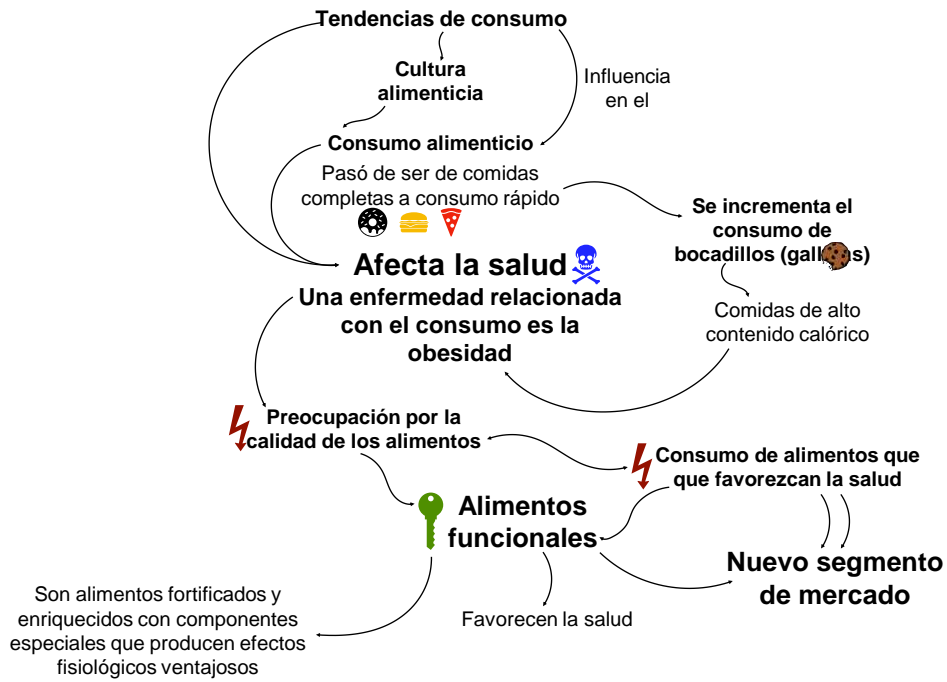 Tendencias de consumo
Cultura
alimenticia
Influencia
en el
Consumo alimenticio
Pasó de ser de comidas
completas a consumo rápido
Se incrementa el
consumo de
bocadillos
Afecta la salud
Una enfermedad relacionada
con el consumo es la
obesidad
Comidas de alto
contenido calórico
Preocupación por la
calidad de los alimentos
Consumo de alimentos que
que favorezcan la salud
Alimentos
funcionales
Nuevo segmento
de mercado
Favorecen la salud
Son alimentos fortificados y
enriquecidos con componentes
especiales que producen efectos
fisiológicos ventajosos